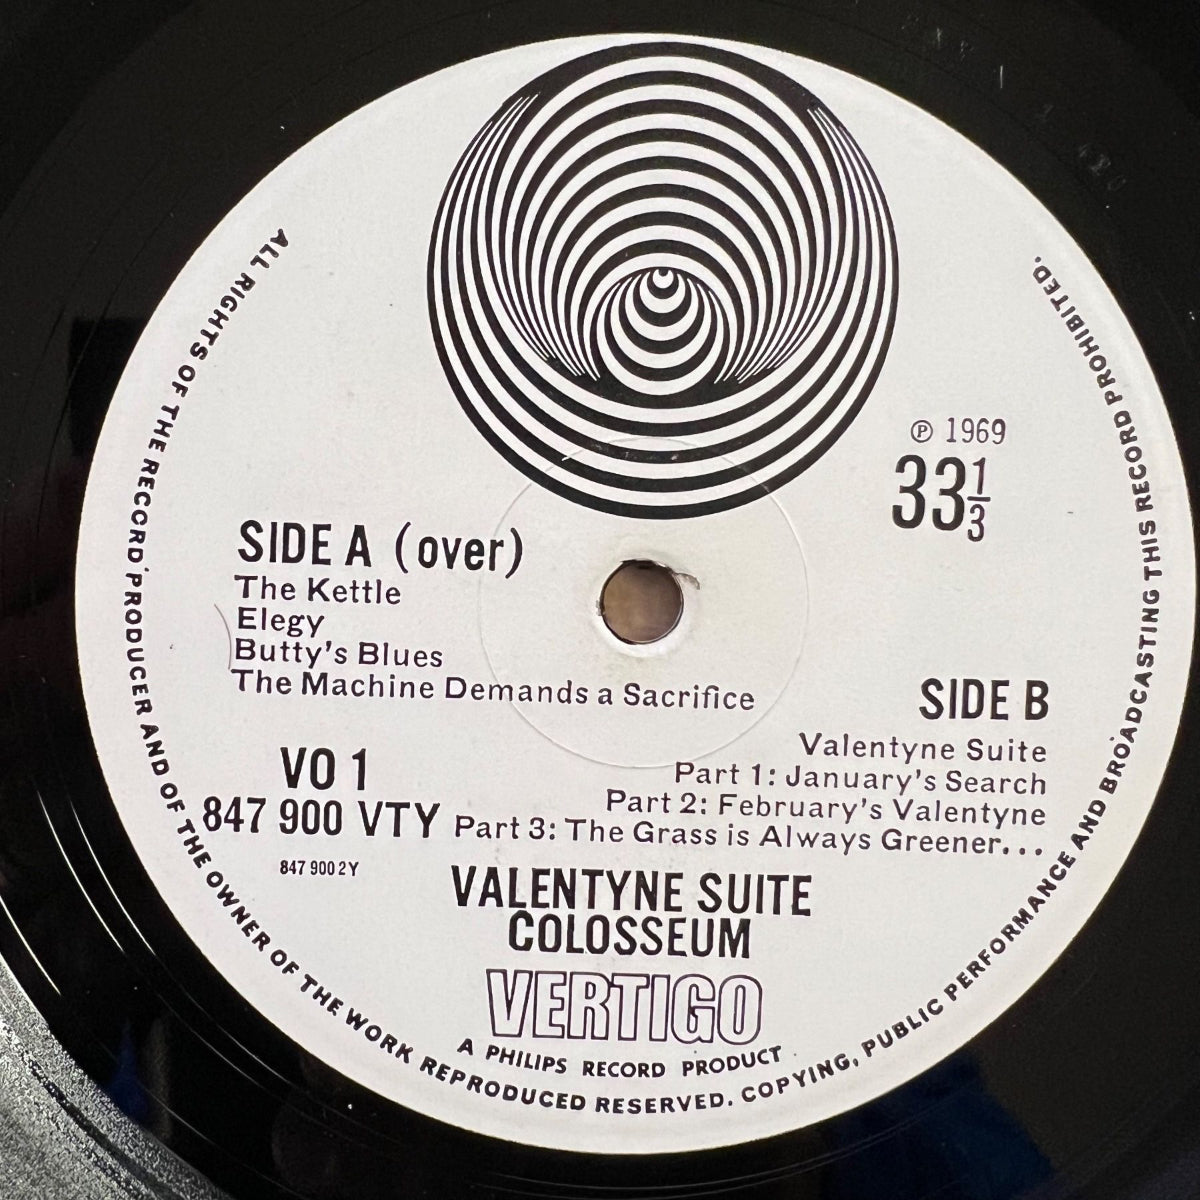 ℗ 1969
33⅓
SIDE A (over)
The Kettle
Elegy
Butty's Blues
The Machine Demands a Sacrifice
SIDE B
Valentyne Suite
Part 1: January's Search
Part 2: February's Valentyne
Part 3: The Grass is Always Greener...
VO 1
847 900 VTY
847 900 2Y
VALENTYNE SUITE
COLOSSEUM
VERTIGO
A PHILIPS RECORD PRODUCT
ALL RIGHTS OF THE RECORD PRODUCER AND OF THE OWNER OF THE WORK REPRODUCED RESERVED. COPYING, PUBLIC PERFORMANCE AND BROADCASTING THIS RECORD PROHIBITED.